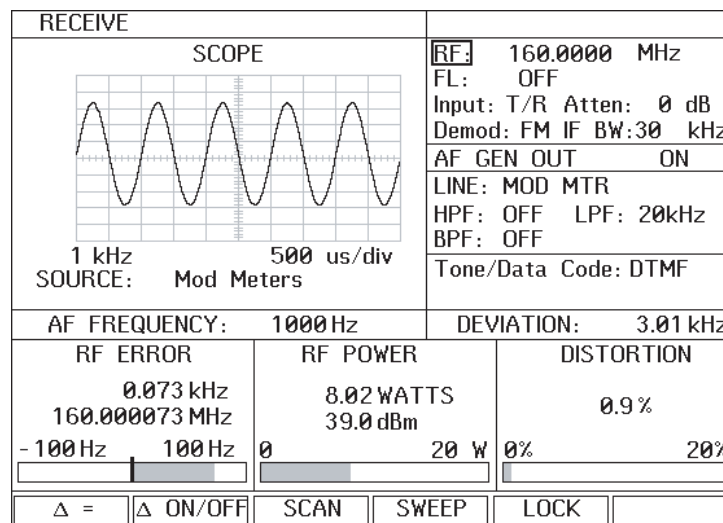 RECEIVE
SCOPE
1 kHz 500 us/div
SOURCE: Mod Meters
RF: 160.0000 MHz
FL: OFF
Input: T/R Atten: 0 dB
Demod: FM IF BW:30 kHz
AF GEN OUT ON
LINE: MOD MTR
HPF: OFF LPF: 20kHz
BPF: OFF
Tone/Data Code: DTMF
AF FREQUENCY: 1000 Hz
DEVIATION: 3.01 kHz
RF ERROR
0.073 kHz
160.000073 MHz
-100 Hz 100 Hz
RF POWER
8.02 WATTS
39.0 dBm
0 20 W
DISTORTION
0.9 %
0% 20%
Δ = Δ ON/OFF SCAN SWEEP LOCK